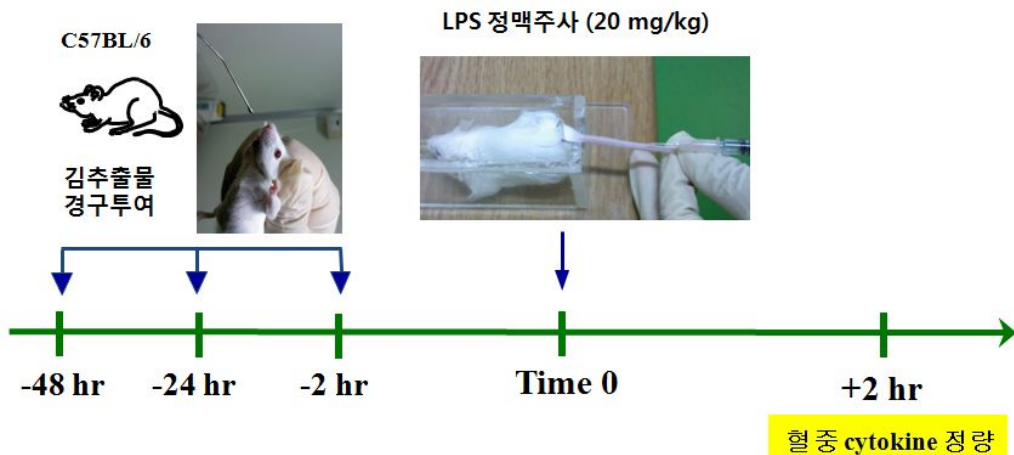 LPS 정맥주사 (20 mg/kg)
C57BL/6
김추출물
경구투여
-48 hr
-24 hr
-2 hr
Time 0
+2 hr
혈중 cytokine 정량